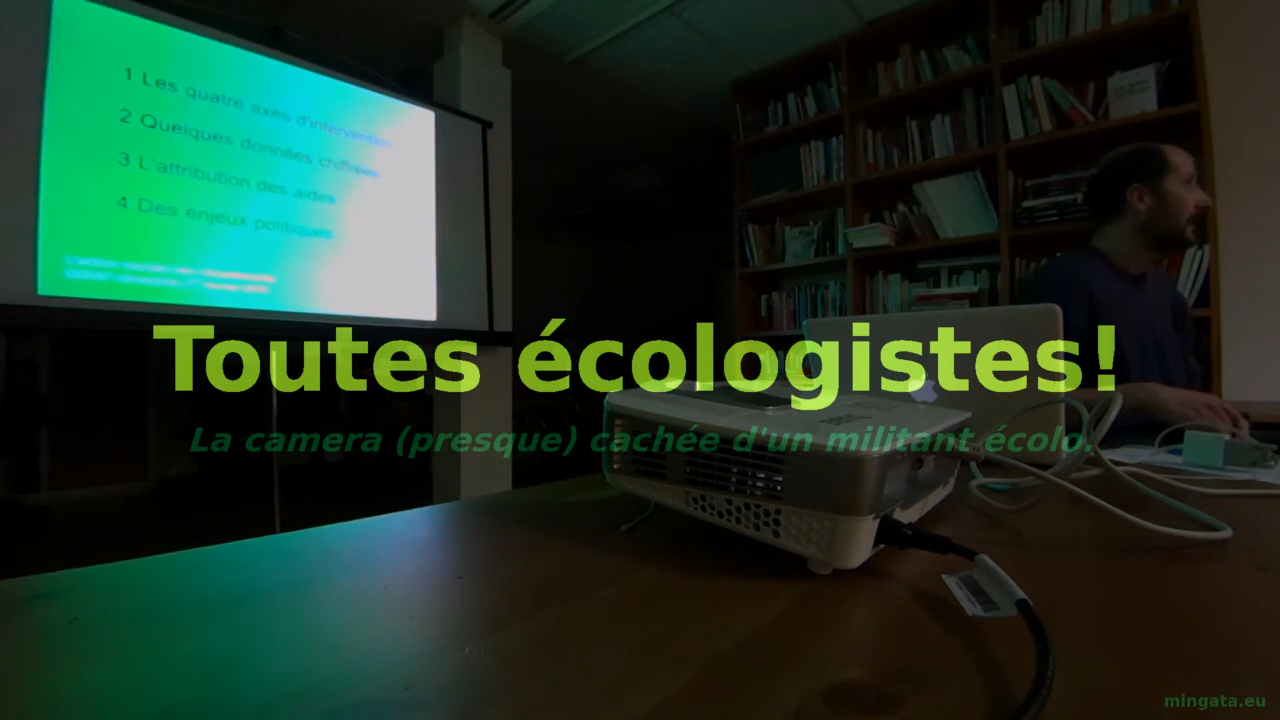 1 Les quatre axes d'intervention
2 Quelques données chiffrées
3 L'attribution des aides
4 Des enjeux politiques
Toutes écologistes!
La camera (presque) cachée d'un militant écolo.
mingata.eu